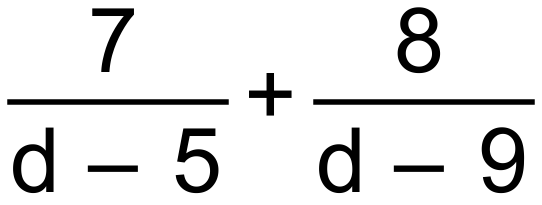 7/(d – 5) + 8/(d – 9)